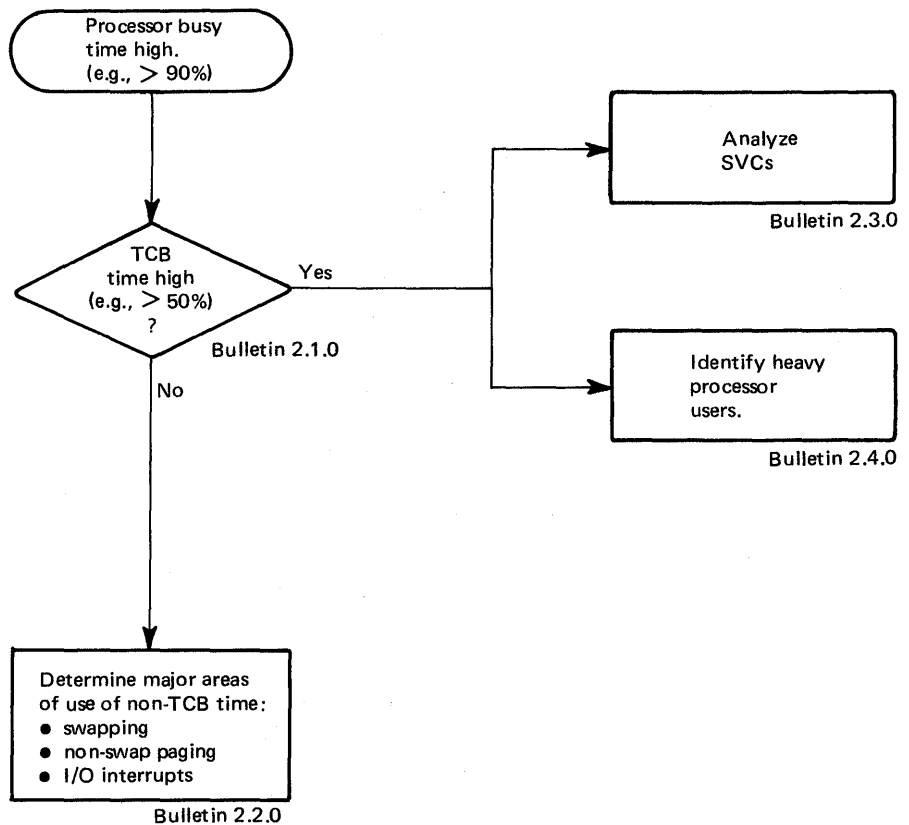 Processor busy
time high.
(e.g., > 90%)
TCB
time high
(e.g., > 50%)
?
Bulletin 2.1.0
Yes
No
Analyze
SVCs
Bulletin 2.3.0
Identify heavy
processor
users.
Bulletin 2.4.0
Determine major areas
of use of non-TCB time:
● swapping
● non-swap paging
● I/O interrupts
Bulletin 2.2.0